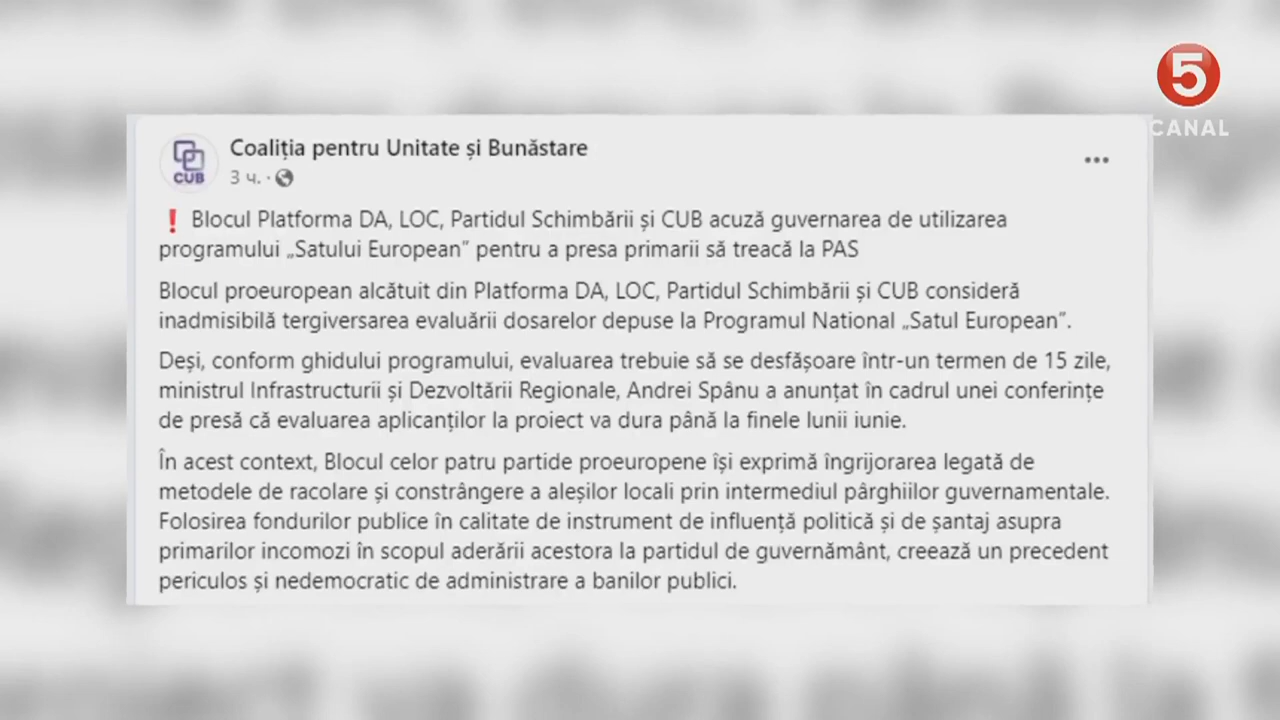 5
CANAL
CUB
Coaliția pentru Unitate și Bunăstare
3 ч. ·
❗ Blocul Platforma DA, LOC, Partidul Schimbării și CUB acuză guvernarea de utilizarea
programului „Satului European” pentru a presa primarii să treacă la PAS
Blocul proeuropean alcătuit din Platforma DA, LOC, Partidul Schimbării și CUB consideră
inadmisibilă tergiversarea evaluării dosarelor depuse la Programul National „Satul European”.
Deși, conform ghidului programului, evaluarea trebuie să se desfășoare într-un termen de 15 zile,
ministrul Infrastructurii și Dezvoltării Regionale, Andrei Spânu a anunțat în cadrul unei conferințe
de presă că evaluarea aplicanților la proiect va dura până la finele lunii iunie.
În acest context, Blocul celor patru partide proeuropene își exprimă îngrijorarea legată de
metodele de racolare și constrângere a aleșilor locali prin intermediul pârghiilor guvernamentale.
Folosirea fondurilor publice în calitate de instrument de influență politică și de șantaj asupra
primarilor incomozi în scopul aderării acestora la partidul de guvernământ, creează un precedent
periculos și nedemocratic de administrare a banilor publici.